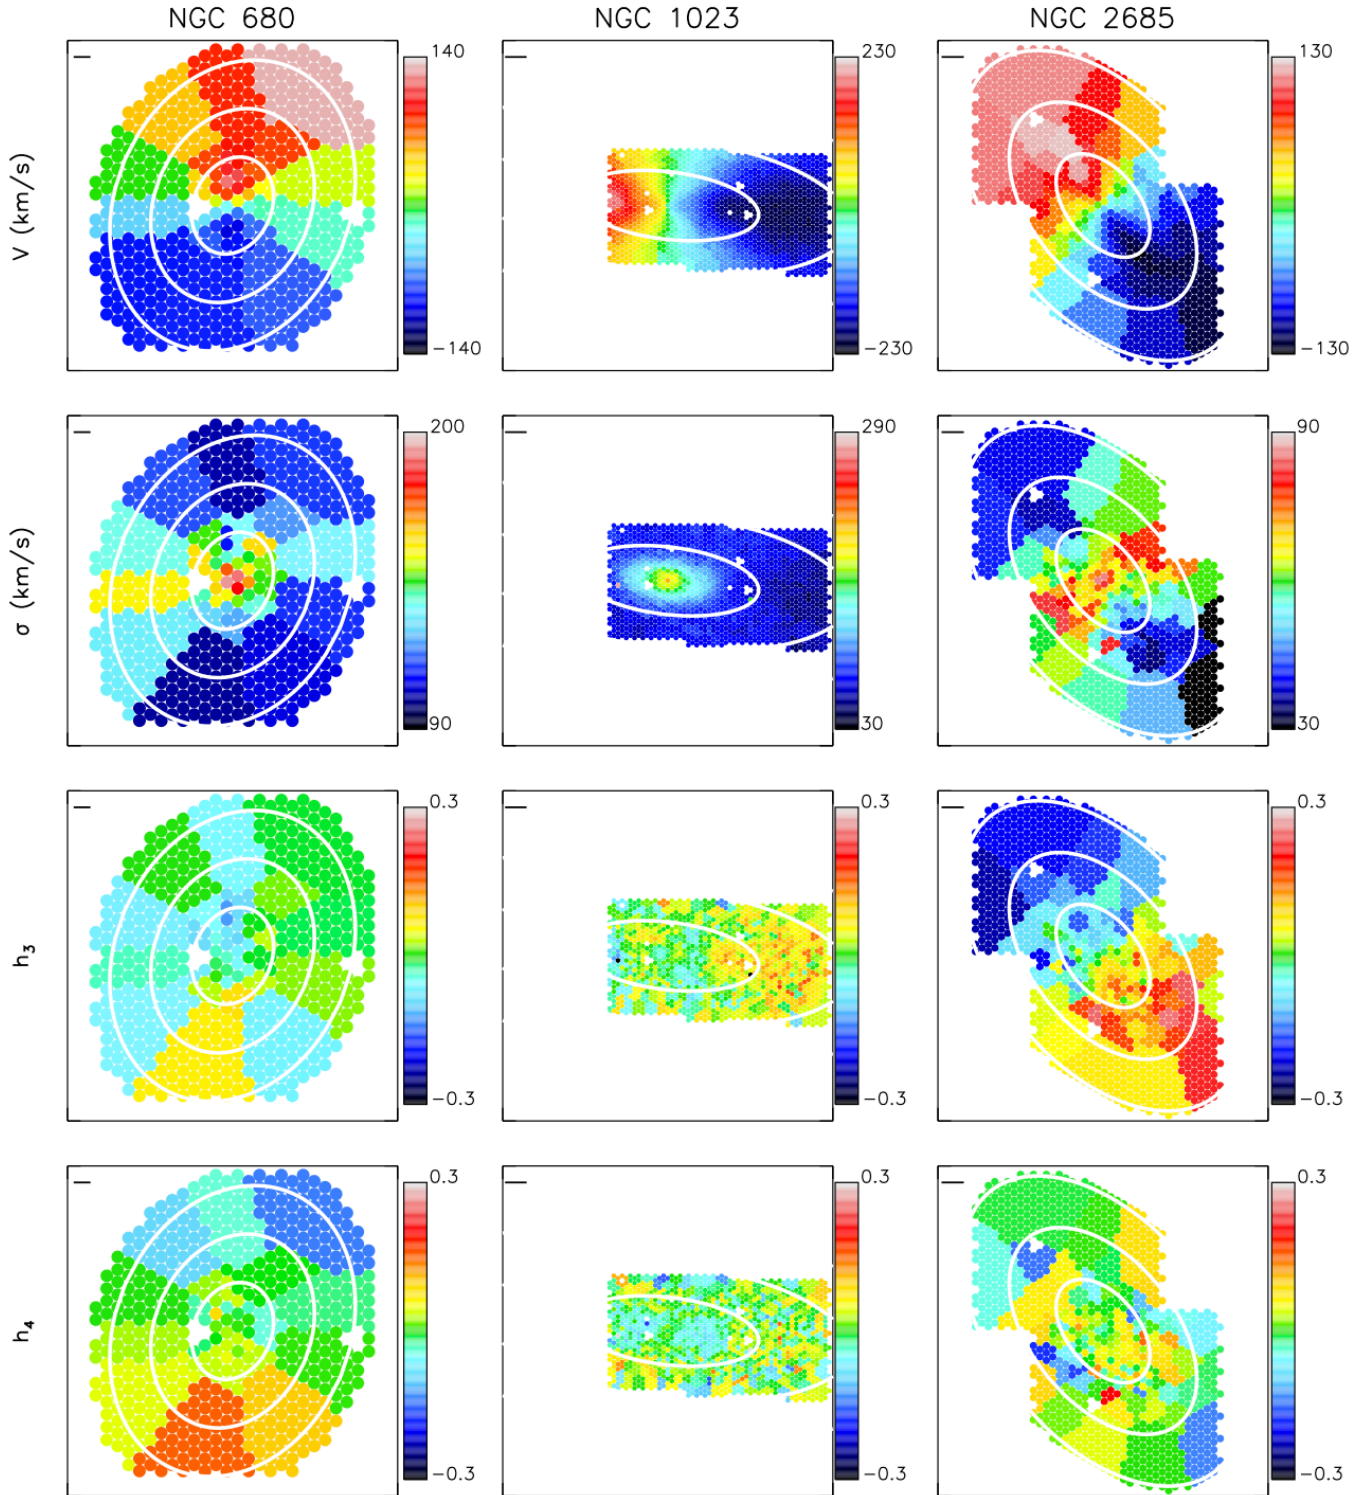 NGC 680 NGC 1023 NGC 2685
V (km/s) 140 -140 230 -230 130 -130
σ (km/s) 200 90 290 30 90 30
h3 0.3 -0.3 0.3 -0.3 0.3 -0.3
h4 0.3 -0.3 0.3 -0.3 0.3 -0.3